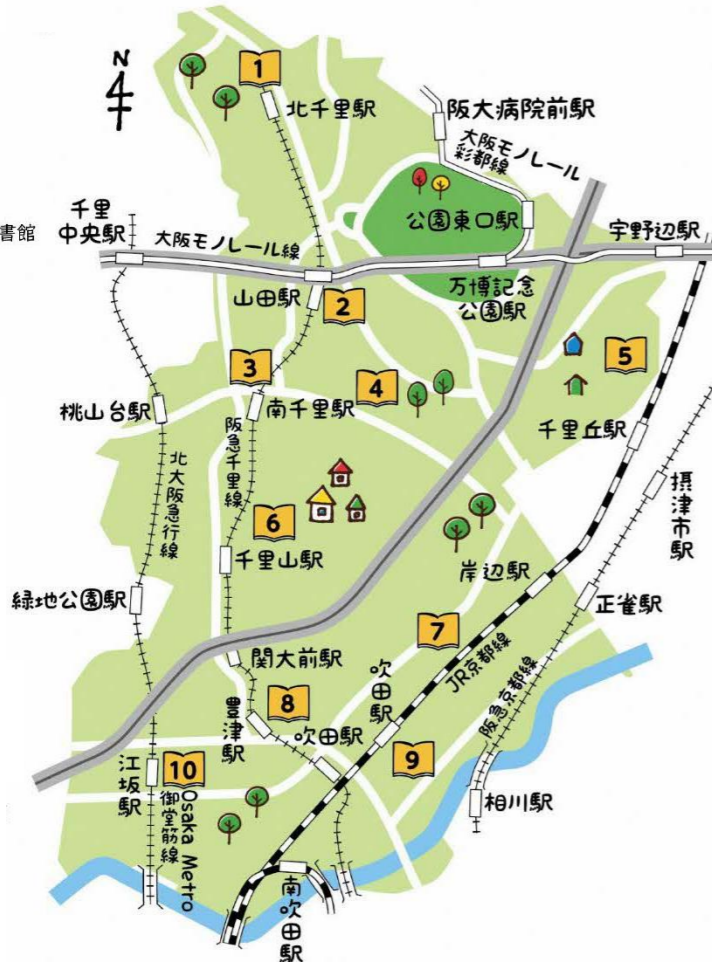 N
1
北千里駅
阪大病院前駅
大阪モノレール
彩都線
書館
千里
中央駅
大阪モノレール線
公園東口駅
宇野辺駅
山田駅
2
万博記念
公園駅
3
4
5
桃山台駅
南千里駅
千里丘駅
北大阪急行線
阪急千里線
摂津市駅
6
千里山駅
岸辺駅
緑地公園駅
正雀駅
7
関大前駅
JR京都線
阪急京都線
8
吹田駅
豊津駅
吹田駅
9
10
江坂駅
相川駅
Osaka Metro
御堂筋線
南吹田駅